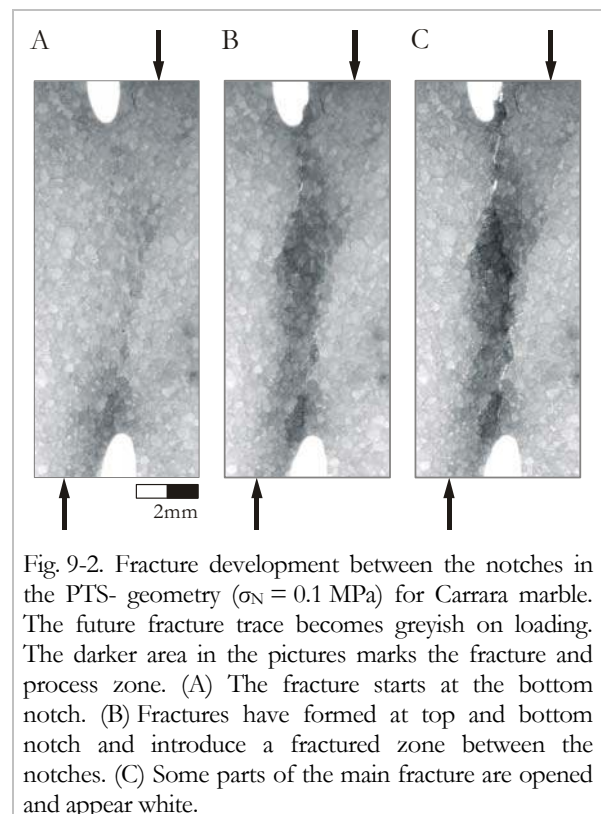 A
B
C
2mm
Fig. 9-2. Fracture development between the notches in
the PTS- geometry (σN = 0.1 MPa) for Carrara marble.
The future fracture trace becomes greyish on loading.
The darker area in the pictures marks the fracture and
process zone. (A) The fracture starts at the bottom
notch. (B) Fractures have formed at top and bottom
notch and introduce a fractured zone between the
notches. (C) Some parts of the main fracture are opened
and appear white.